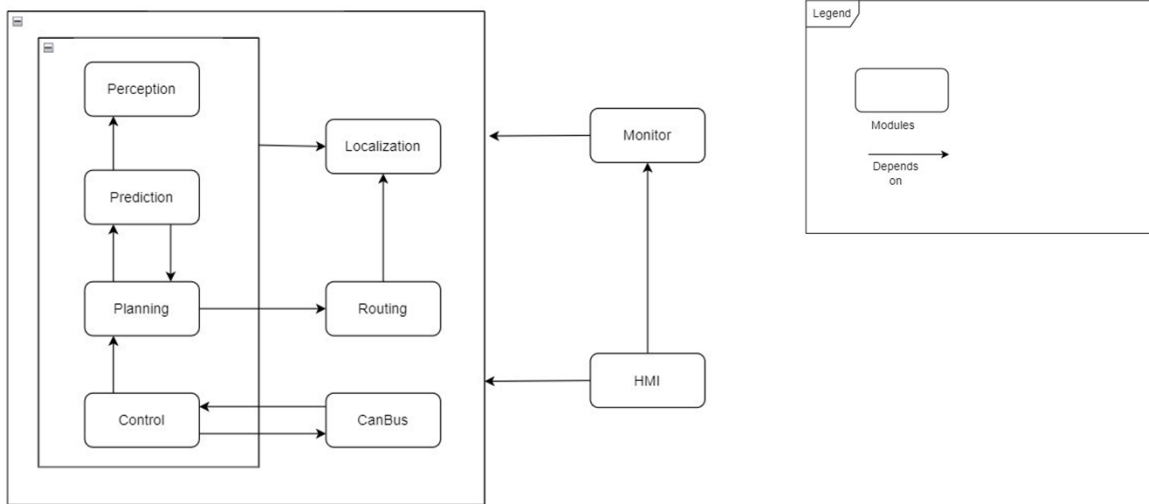 Perception
Localization
Prediction
Planning
Routing
Control
CanBus
Monitor
HMI
Legend
Modules
Depends
on